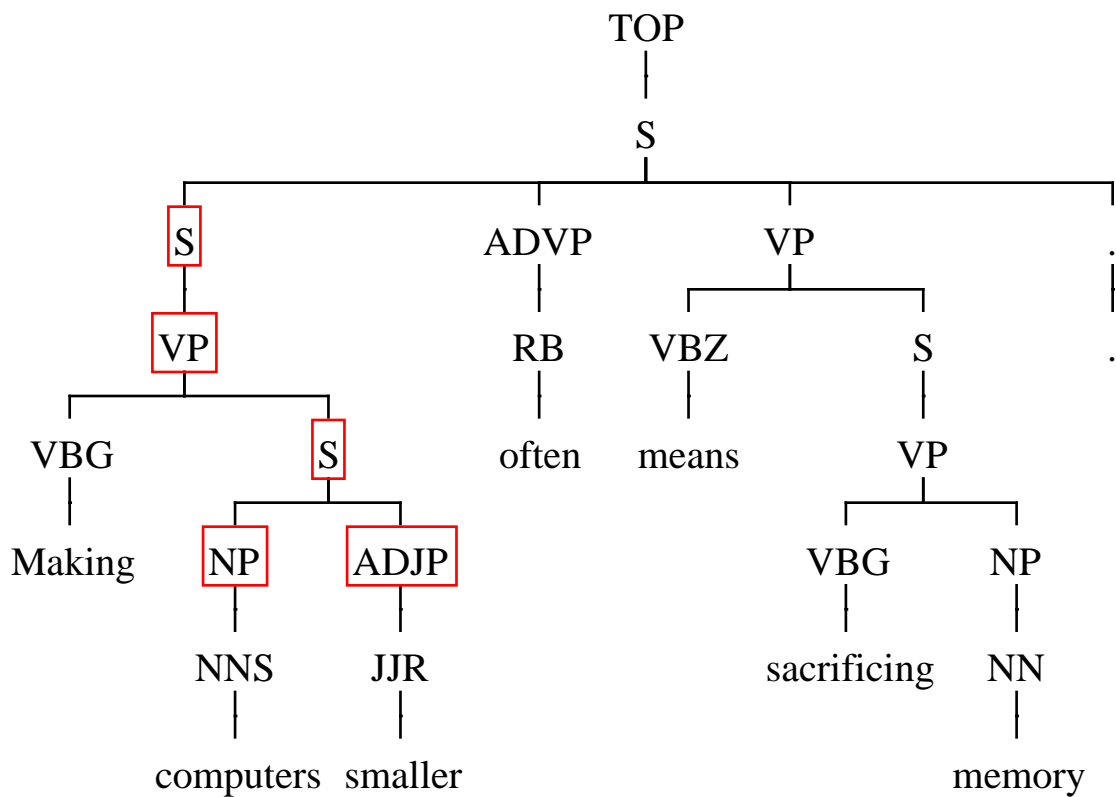 TOP
S
S ADVP VP .
VP RB VBZ S .
VBG S often means VP
Making NP ADJP VBG NP
NNS JJR sacrificing NN
computers smaller memory